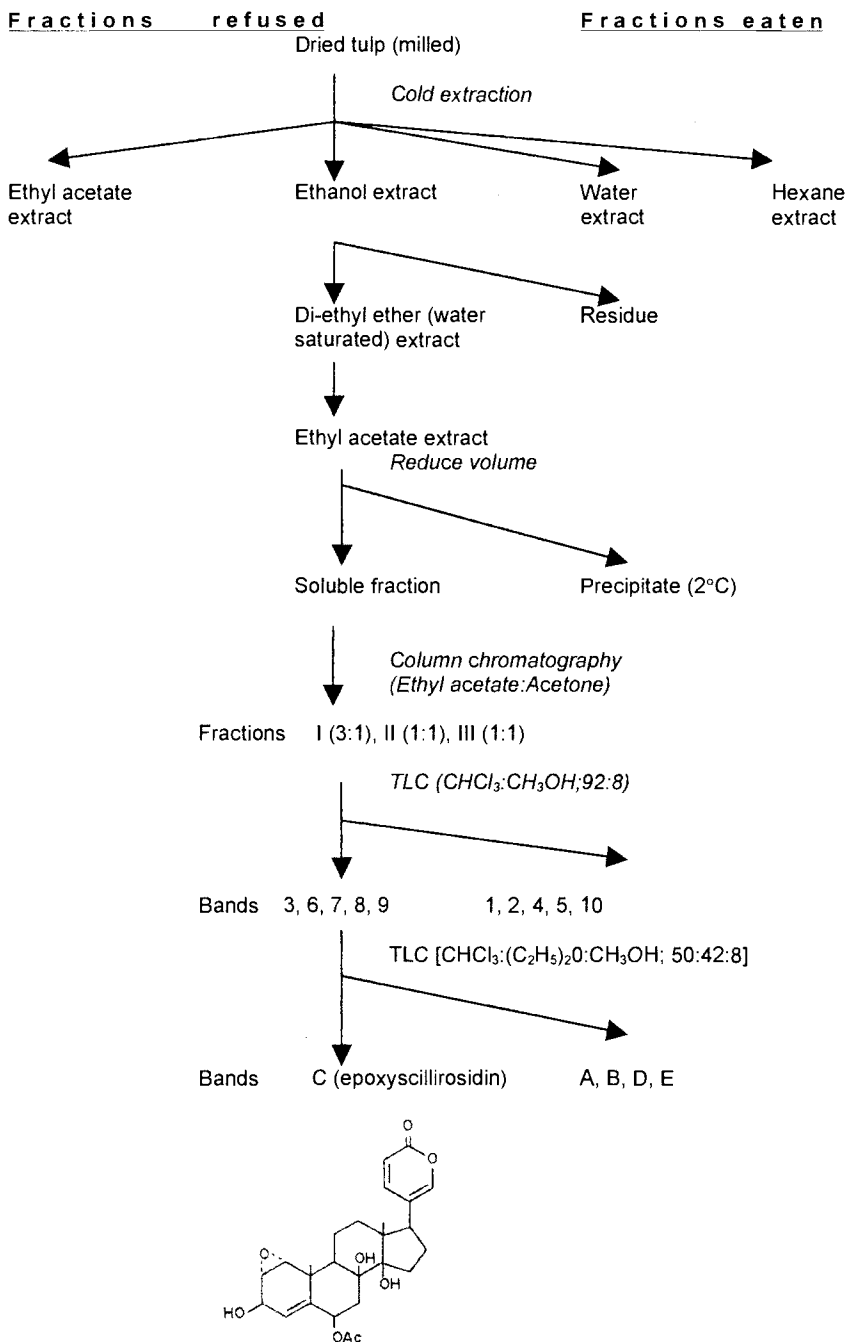 Fractions refused
Fractions eaten
Dried tulp (milled)
Cold extraction
Ethyl acetate
extract
Ethanol extract
Water
extract
Hexane
extract
Di-ethyl ether (water
saturated) extract
Residue
Ethyl acetate extract
Reduce volume
Soluble fraction
Precipitate (2°C)
Column chromatography
(Ethyl acetate:Acetone)
Fractions I (3:1), II (1:1), III (1:1)
TLC (CHCl₃:CH₃OH;92:8)
Bands 3, 6, 7, 8, 9 1, 2, 4, 5, 10
TLC [CHCl₃:(C₂H₅)₂0:CH₃OH; 50:42:8]
Bands C (epoxyscillirosidin) A, B, D, E
O
O
O
OH
OH
HO
OAc